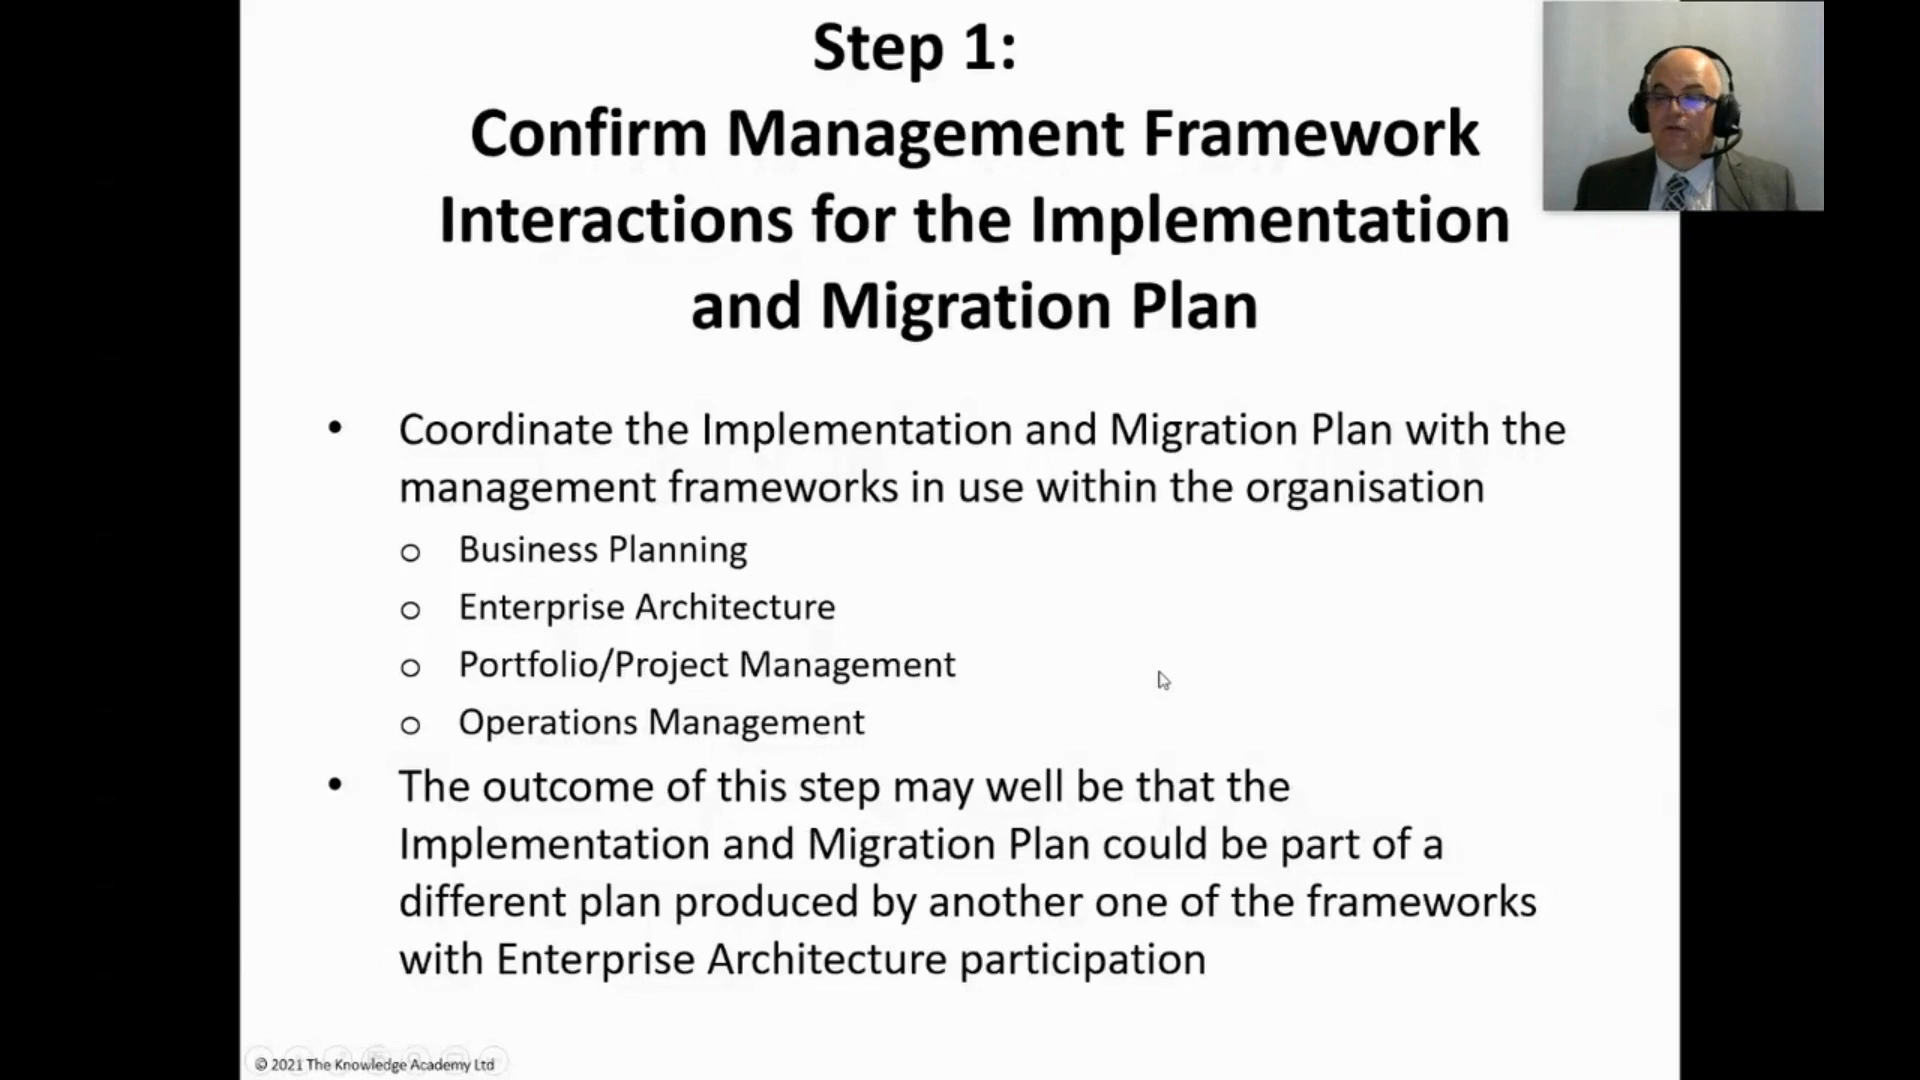 Step 1:
Confirm Management Framework
Interactions for the Implementation
and Migration Plan
• Coordinate the Implementation and Migration Plan with the
management frameworks in use within the organisation
o Business Planning
o Enterprise Architecture
o Portfolio/Project Management
o Operations Management
• The outcome of this step may well be that the
Implementation and Migration Plan could be part of a
different plan produced by another one of the frameworks
with Enterprise Architecture participation
© 2021 The Knowledge Academy Ltd